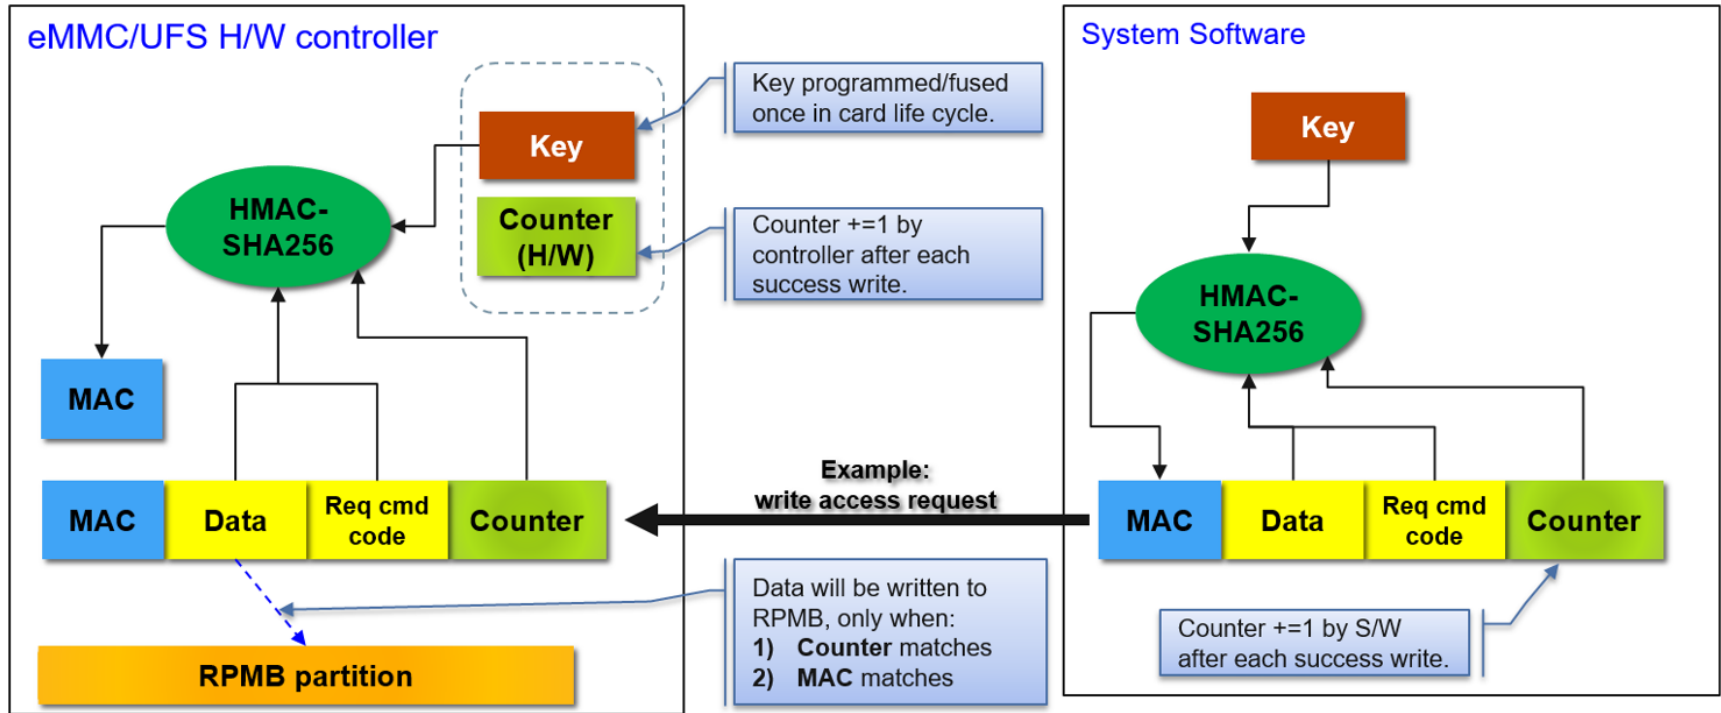 eMMC/UFS H/W controller
Key
Counter
(H/W)
HMAC-
SHA256
MAC
MAC
Data
Req cmd
code
Counter
RPMB partition
Key programmed/fused
once in card life cycle.
Counter +=1 by
controller after each
success write.
Example:
write access request
Data will be written to
RPMB, only when:
1) Counter matches
2) MAC matches
System Software
Key
HMAC-
SHA256
MAC
Data
Req cmd
code
Counter
Counter +=1 by S/W
after each success write.